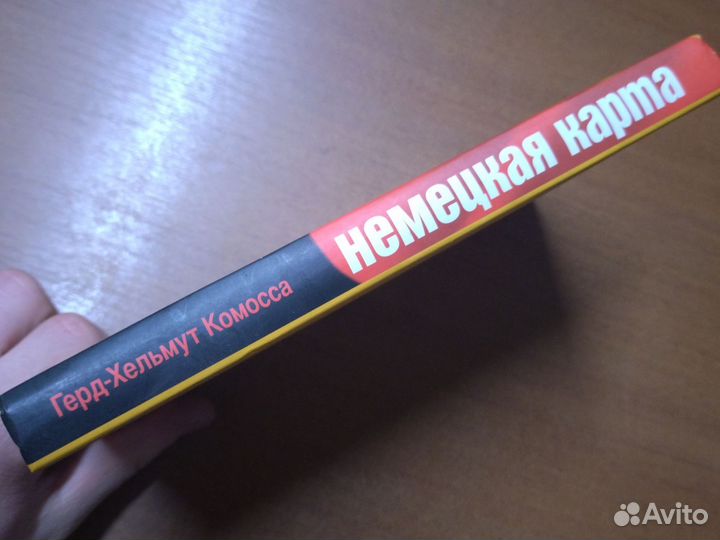 Герд-Хельмут Комосса
немецкая карта
Avito